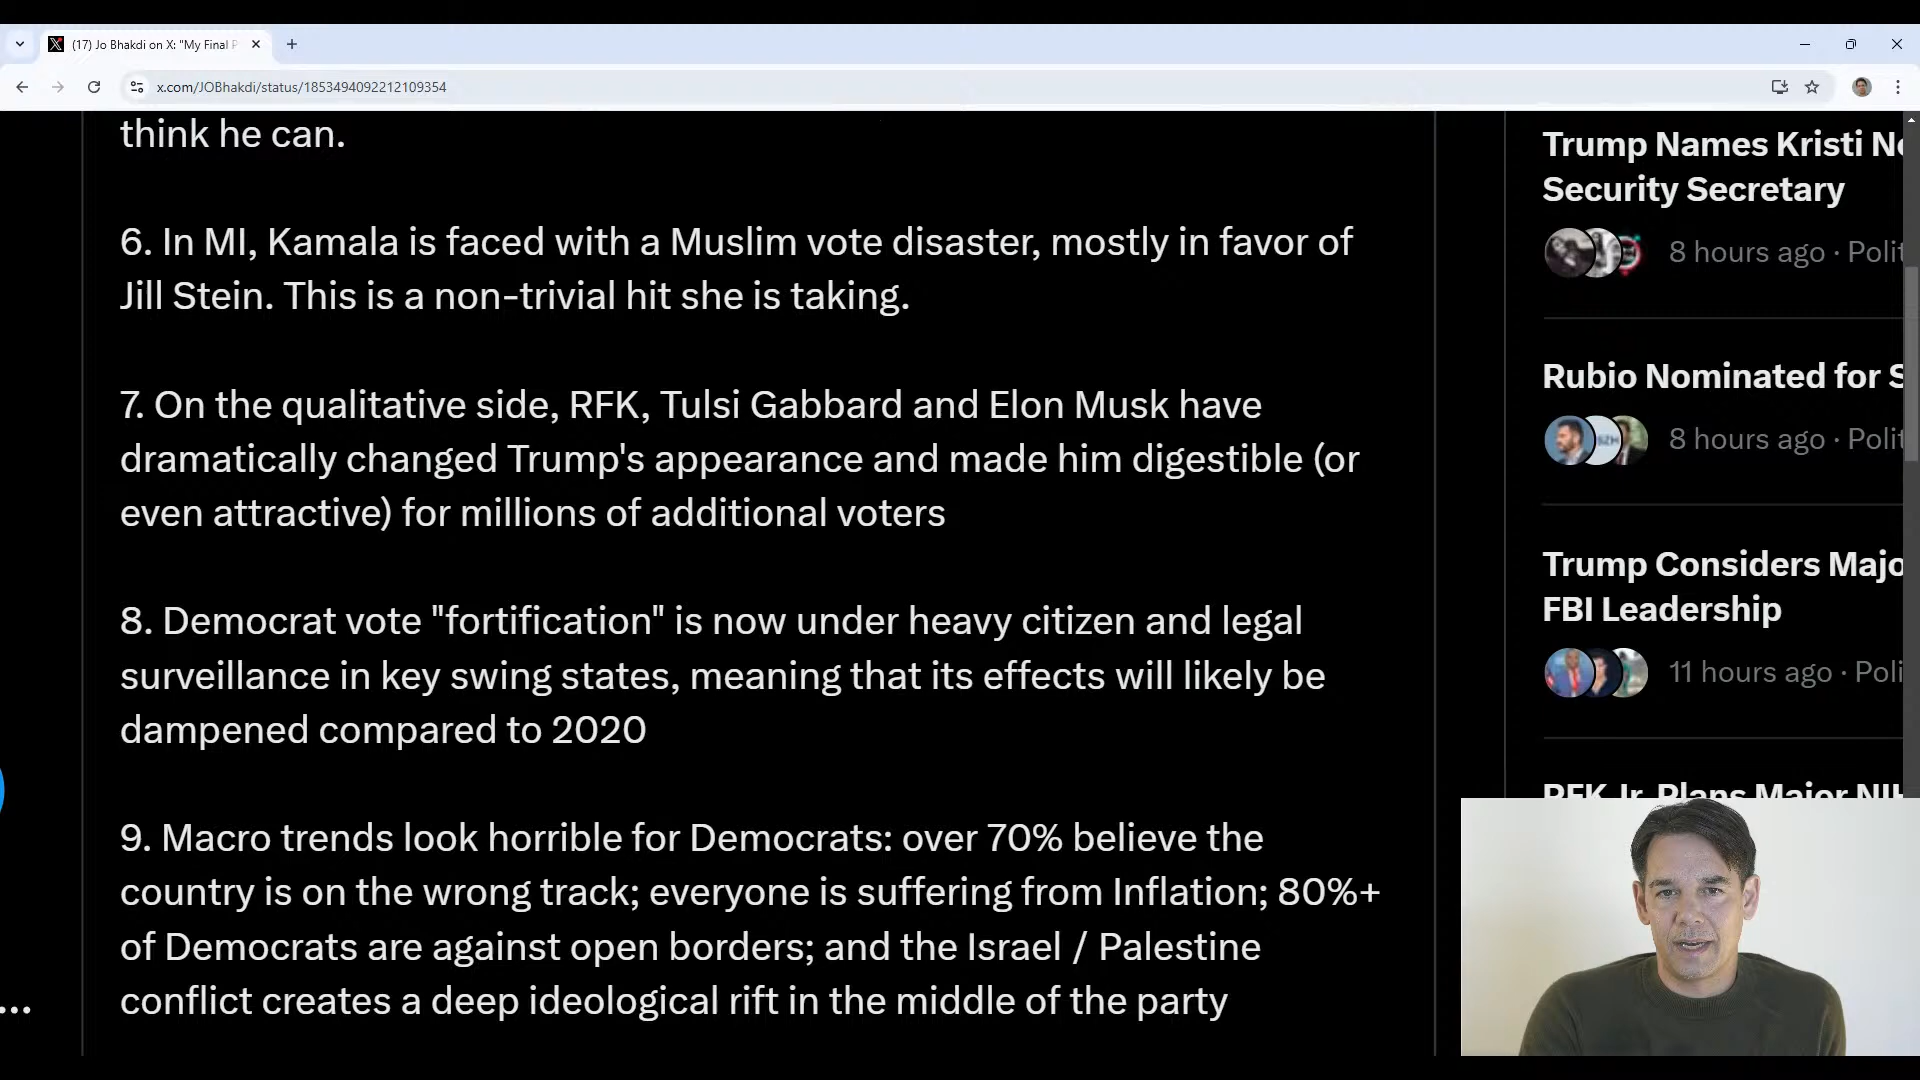 (17) Jo Bhakdi on X: "My Final P
x.com/JOBhakdi/status/1853494092212109354
think he can.
6. In MI, Kamala is faced with a Muslim vote disaster, mostly in favor of
Jill Stein. This is a non-trivial hit she is taking.
7. On the qualitative side, RFK, Tulsi Gabbard and Elon Musk have
dramatically changed Trump's appearance and made him digestible (or
even attractive) for millions of additional voters
8. Democrat vote "fortification" is now under heavy citizen and legal
surveillance in key swing states, meaning that its effects will likely be
dampened compared to 2020
9. Macro trends look horrible for Democrats: over 70% believe the
country is on the wrong track; everyone is suffering from Inflation; 80%+
of Democrats are against open borders; and the Israel / Palestine
conflict creates a deep ideological rift in the middle of the party
...
Trump Names Kristi No
Security Secretary
8 hours ago · Polit
Rubio Nominated for S
8 hours ago · Polit
Trump Considers Majo
FBI Leadership
11 hours ago · Poli
RFK Jr. Plans Major NIH